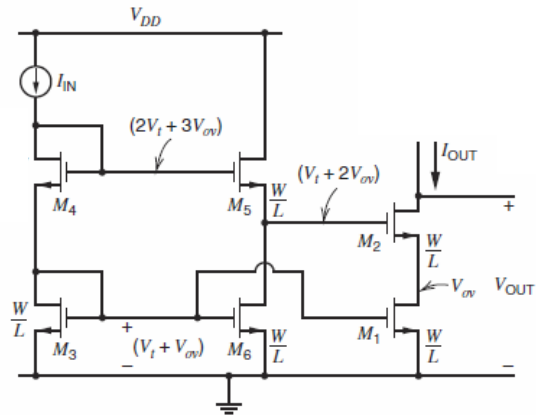 V_DD
I_IN
(2V_t + 3V_ov)
I_OUT
(V_t + 2V_ov)
W/L
M_4
M_5
M_2
+
W/L
W/L
V_ov
V_OUT
+
(V_t + V_ov)
−
M_3
M_6
W/L
M_1
W/L
−